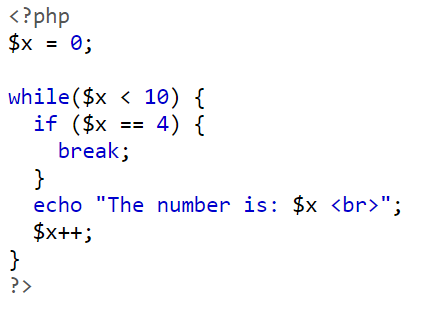 <?php
$x = 0;

while($x < 10) {
  if ($x == 4) {
    break;
  }
  echo "The number is: $x <br>";
  $x++;
}
?>